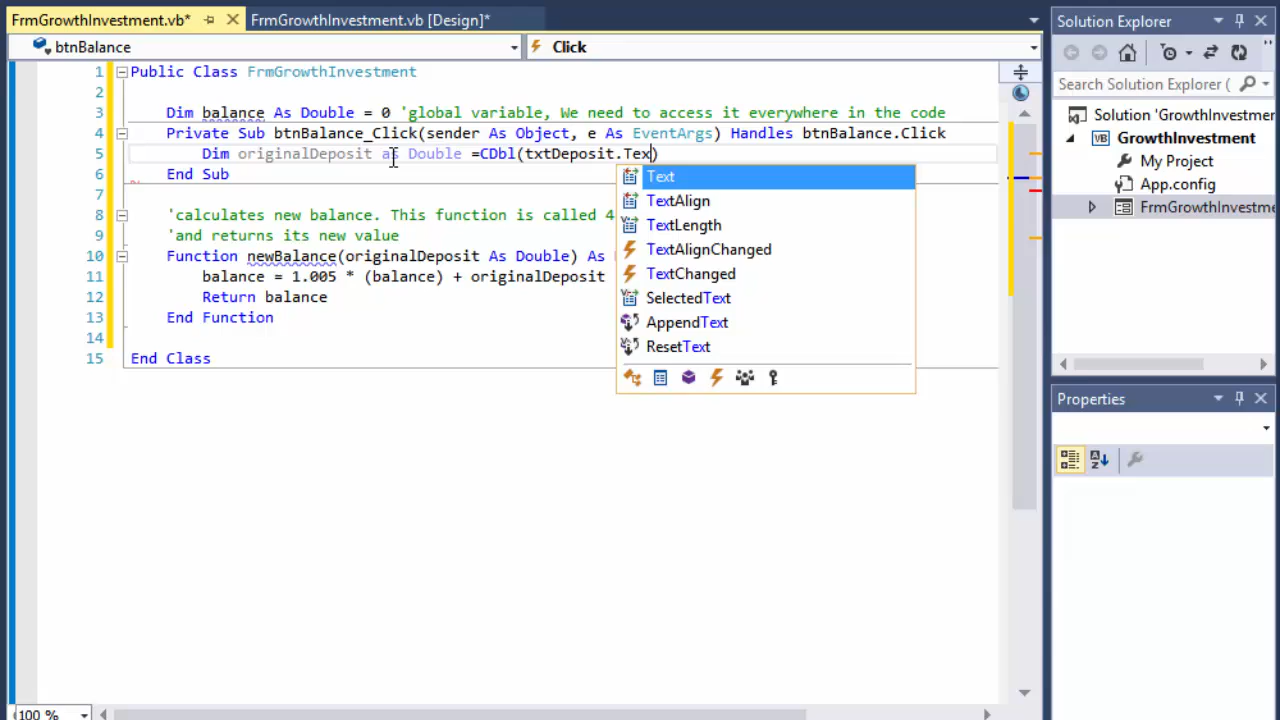 FrmGrowthInvestment.vb*
FrmGrowthInvestment.vb [Design]*
btnBalance
Click
1 Public Class FrmGrowthInvestment
2
3 Dim balance As Double = 0 'global variable, We need to access it everywhere in the code
4 Private Sub btnBalance_Click(sender As Object, e As EventArgs) Handles btnBalance.Click
5 Dim originalDeposit as Double =CDbl(txtDeposit.Tex)
6 End Sub
7
8 'calculates new balance. This function is called 4
9 'and returns its new value
10 Function newBalance(originalDeposit As Double) As
11 balance = 1.005 * (balance) + originalDeposit
12 Return balance
13 End Function
14
15 End Class
Text
TextAlign
TextLength
TextAlignChanged
TextChanged
SelectedText
AppendText
ResetText
100 %
Solution Explorer
Search Solution Explorer (
Solution 'GrowthInvestmer
GrowthInvestment
My Project
App.config
FrmGrowthInvestme
Properties